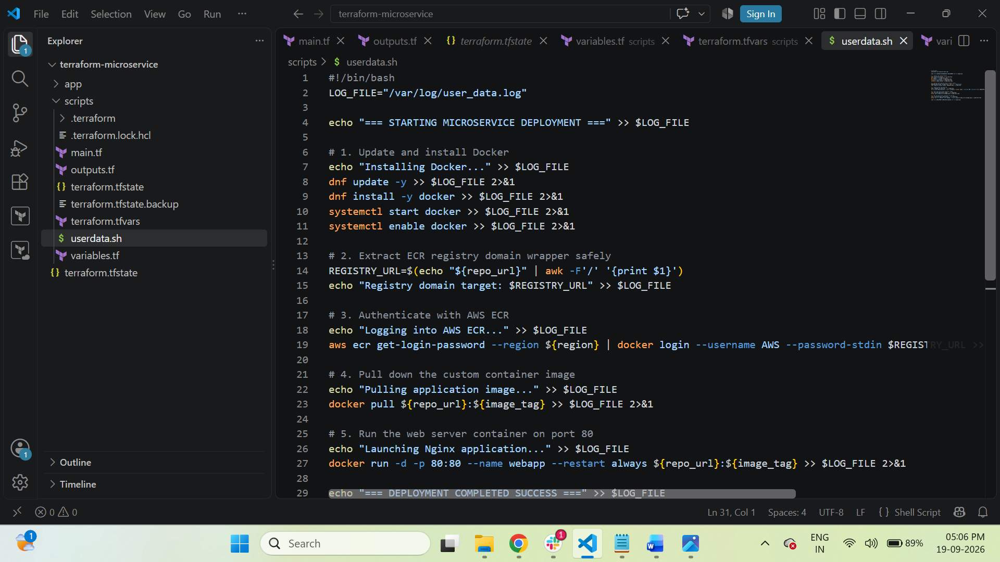 File Edit Selection View Go Run ··· terraform-microservice Sign In
Explorer ···
1
terraform-microservice
app
scripts
.terraform
.terraform.lock.hcl
main.tf
outputs.tf
{} terraform.tfstate
terraform.tfstate.backup
terraform.tfvars
$ userdata.sh
variables.tf
{} terraform.tfstate
Outline
Timeline
1
main.tf outputs.tf {} terraform.tfstate variables.tf scripts terraform.tfvars scripts $ userdata.sh vari ···
scripts > $ userdata.sh
1 #!/bin/bash
2 LOG_FILE="/var/log/user_data.log"
3
4 echo "=== STARTING MICROSERVICE DEPLOYMENT ===" >> $LOG_FILE
5
6 # 1. Update and install Docker
7 echo "Installing Docker..." >> $LOG_FILE
8 dnf update -y >> $LOG_FILE 2>&1
9 dnf install -y docker >> $LOG_FILE 2>&1
10 systemctl start docker >> $LOG_FILE 2>&1
11 systemctl enable docker >> $LOG_FILE 2>&1
12
13 # 2. Extract ECR registry domain wrapper safely
14 REGISTRY_URL=$(echo "${repo_url}" | awk -F'/' '{print $1}')
15 echo "Registry domain target: $REGISTRY_URL" >> $LOG_FILE
16
17 # 3. Authenticate with AWS ECR
18 echo "Logging into AWS ECR..." >> $LOG_FILE
19 aws ecr get-login-password --region ${region} | docker login --username AWS --password-stdin $REGISTRY_URL >>
20
21 # 4. Pull down the custom container image
22 echo "Pulling application image..." >> $LOG_FILE
23 docker pull ${repo_url}:${image_tag} >> $LOG_FILE 2>&1
24
25 # 5. Run the web server container on port 80
26 echo "Launching Nginx application..." >> $LOG_FILE
27 docker run -d -p 80:80 --name webapp --restart always ${repo_url}:${image_tag} >> $LOG_FILE 2>&1
28
29 echo "=== DEPLOYMENT COMPLETED SUCCESS ===" >> $LOG_FILE
0 0 Ln 31, Col 1 Spaces: 4 UTF-8 LF {} Shell Script
1 Search 1 ENG 89% 05:06 PM
IN 19-09-2026